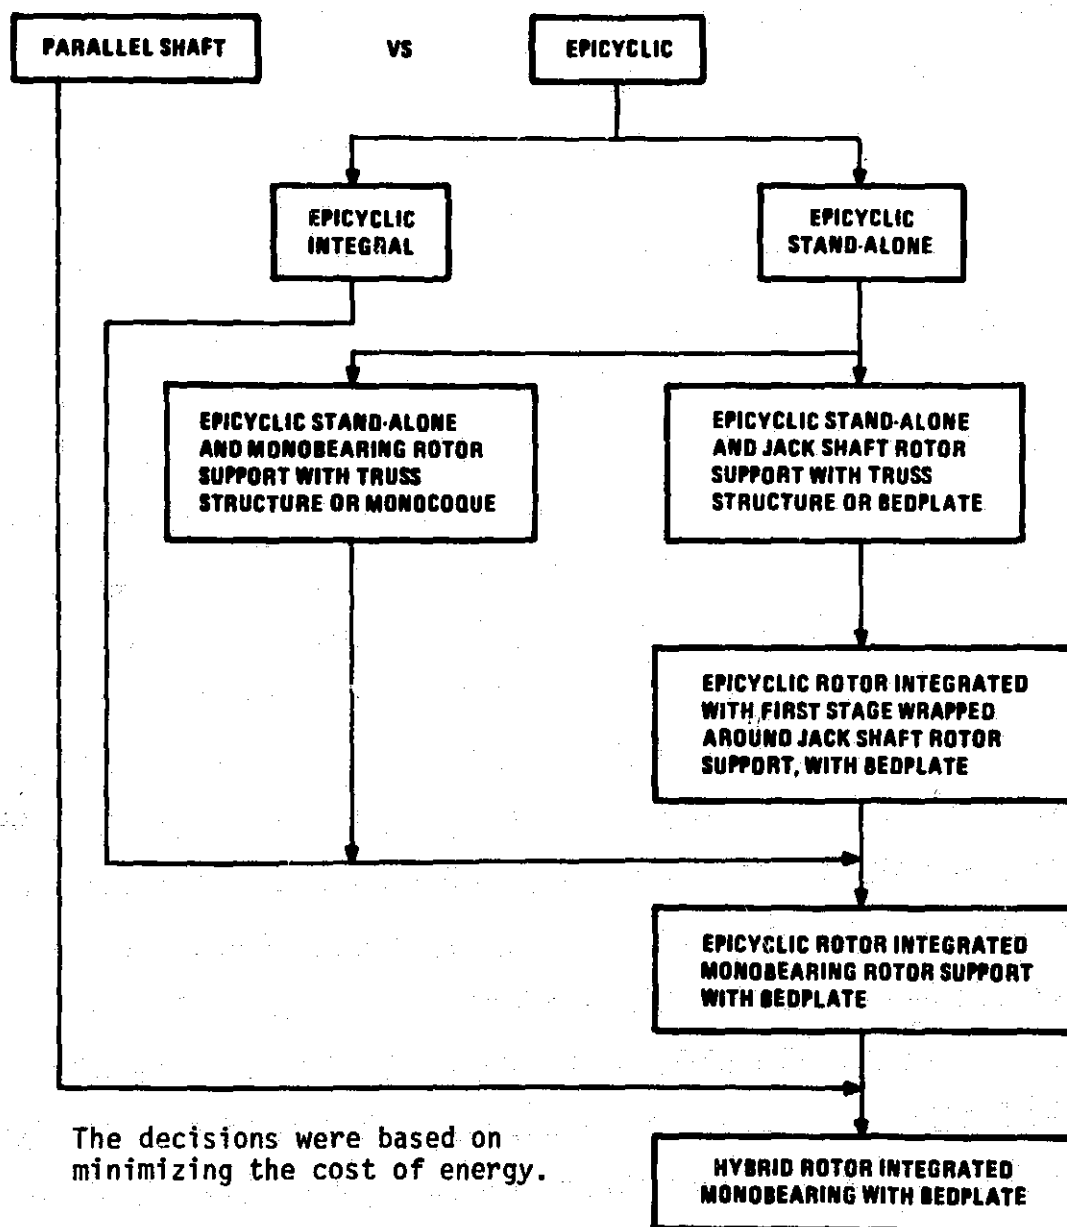 PARALLEL SHAFT
VS
EPICYCLIC
EPICYCLIC
INTEGRAL
EPICYCLIC
STAND-ALONE
EPICYCLIC STAND-ALONE
AND MONOBEARING ROTOR
SUPPORT WITH TRUSS
STRUCTURE OR MONOCOQUE
EPICYCLIC STAND-ALONE
AND JACK SHAFT ROTOR
SUPPORT WITH TRUSS
STRUCTURE OR BEDPLATE
EPICYCLIC ROTOR INTEGRATED
WITH FIRST STAGE WRAPPED
AROUND JACK SHAFT ROTOR
SUPPORT, WITH BEDPLATE
EPICYCLIC ROTOR INTEGRATED
MONOBEARING ROTOR SUPPORT
WITH BEDPLATE
The decisions were based on
minimizing the cost of energy.
HYBRID ROTOR INTEGRATED
MONOBEARING WITH BEDPLATE